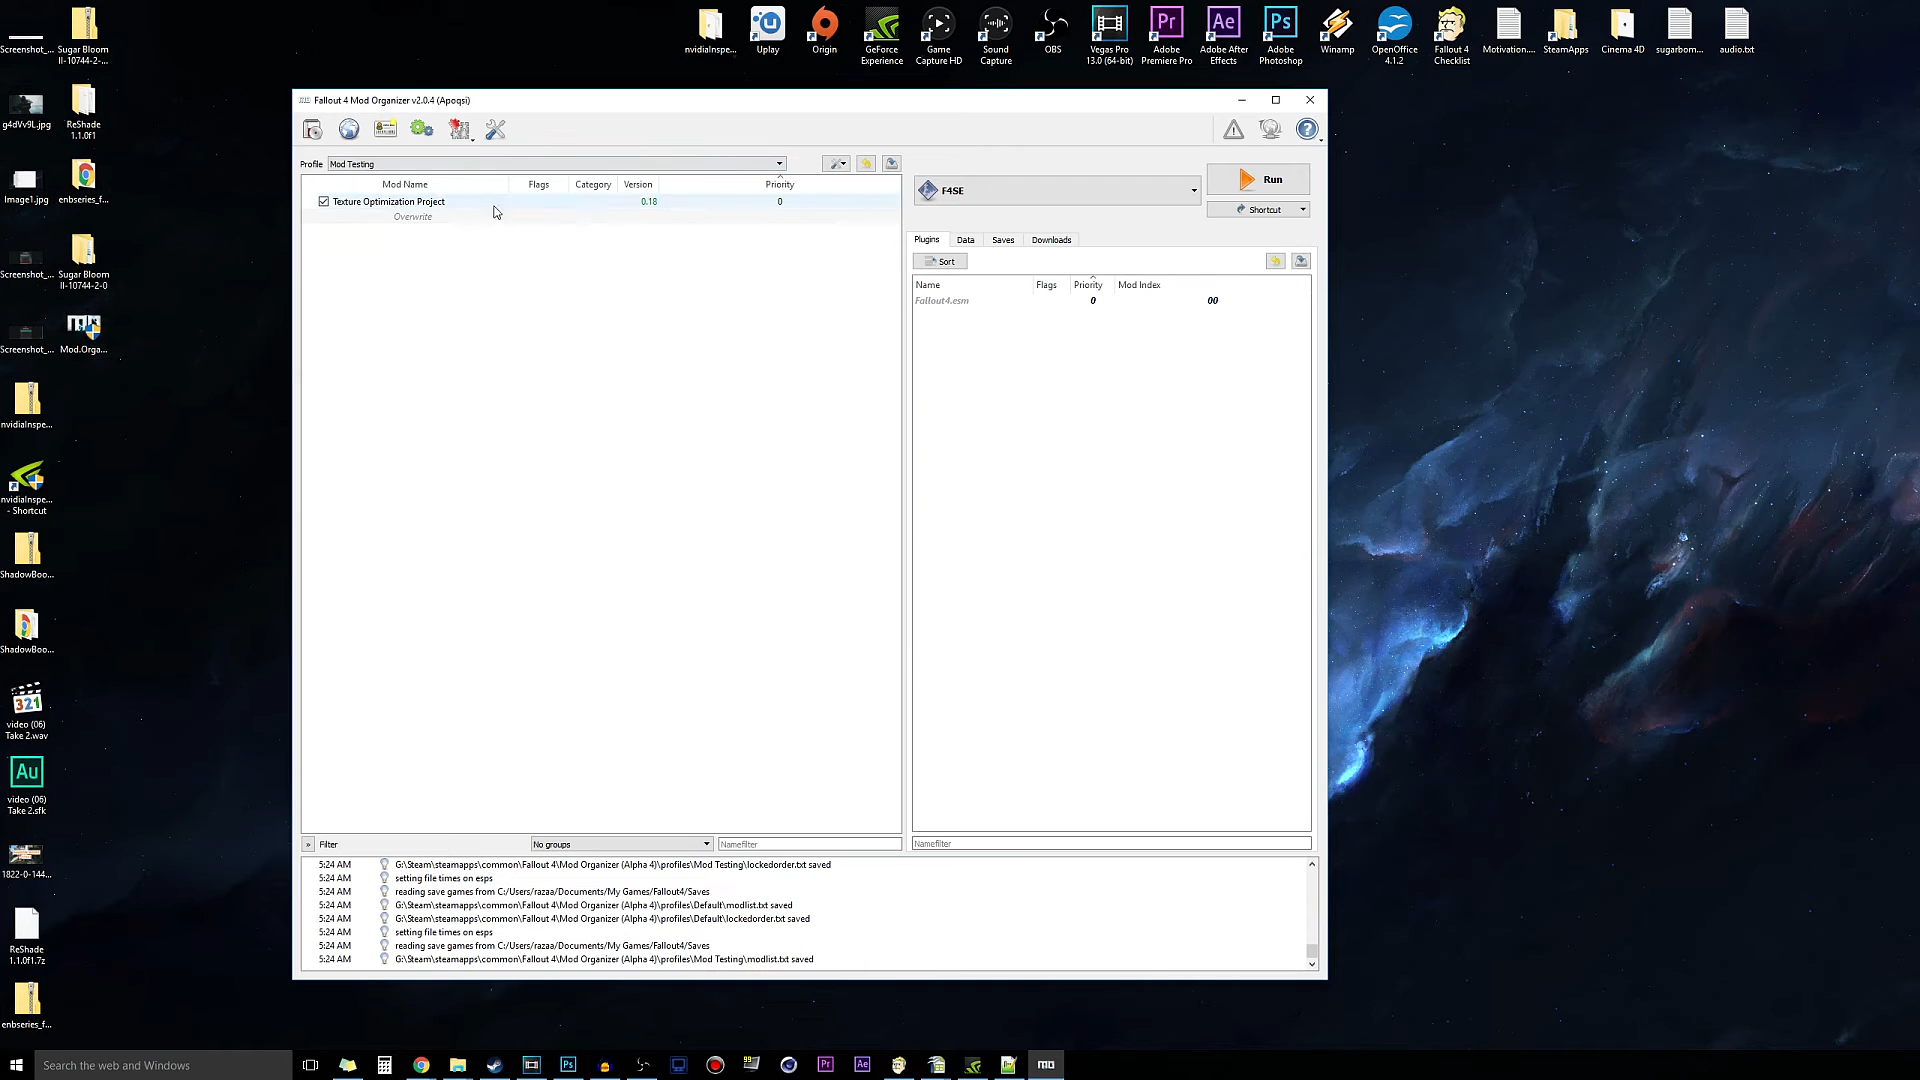 Screenshot_...
Sugar Bloom
II-10744-2-...
g4dVv9L.jpg
ReShade
1.1.0f1
Image1.jpg
enbseries_f...
Screenshot_...
Sugar Bloom
II-10744-2-0
Screenshot_...
Mod.Orga...
nvidiaInspe...
nvidiaInspe...
- Shortcut
ShadowBoo...
ShadowBoo...
321
video (06)
Take 2.wav
Au
video (06)
Take 2.sfk
1822-0-144...
ReShade
1.1.0f1.7z
enbseries_f...
nvidiaInspe...
Uplay
Origin
GeForce
Experience
Game
Capture HD
Sound
Capture
OBS
Vegas Pro
13.0 (64-bit)
Pr
Adobe
Premiere Pro
Ae
Adobe After
Effects
Ps
Adobe
Photoshop
Winamp
OpenOffice
4.1.2
Fallout 4
Checklist
Motivation....
SteamApps
Cinema 4D
sugarbom...
audio.txt
Fallout 4 Mod Organizer v2.0.4 (Apoqsi)
Profile Mod Testing
Mod Name Flags Category Version Priority
Texture Optimization Project 0.18 0
Overwrite
F4SE
Run
Shortcut
Plugins Data Saves Downloads
Sort
Name Flags Priority Mod Index
Fallout4.esm 0 00
» Filter No groups Namefilter
Namefilter
5:24 AM G:\Steam\steamapps\common\Fallout 4\Mod Organizer (Alpha 4)\profiles\Mod Testing\lockedorder.txt saved
5:24 AM setting file times on esps
5:24 AM reading save games from C:/Users/razaa/Documents/My Games/Fallout4/Saves
5:24 AM G:\Steam\steamapps\common\Fallout 4\Mod Organizer (Alpha 4)\profiles\Default\modlist.txt saved
5:24 AM G:\Steam\steamapps\common\Fallout 4\Mod Organizer (Alpha 4)\profiles\Default\lockedorder.txt saved
5:24 AM setting file times on esps
5:24 AM reading save games from C:/Users/razaa/Documents/My Games/Fallout4/Saves
5:24 AM G:\Steam\steamapps\common\Fallout 4\Mod Organizer (Alpha 4)\profiles\Mod Testing\modlist.txt saved
Search the web and Windows
Ps
99
Pr
Ae
MO